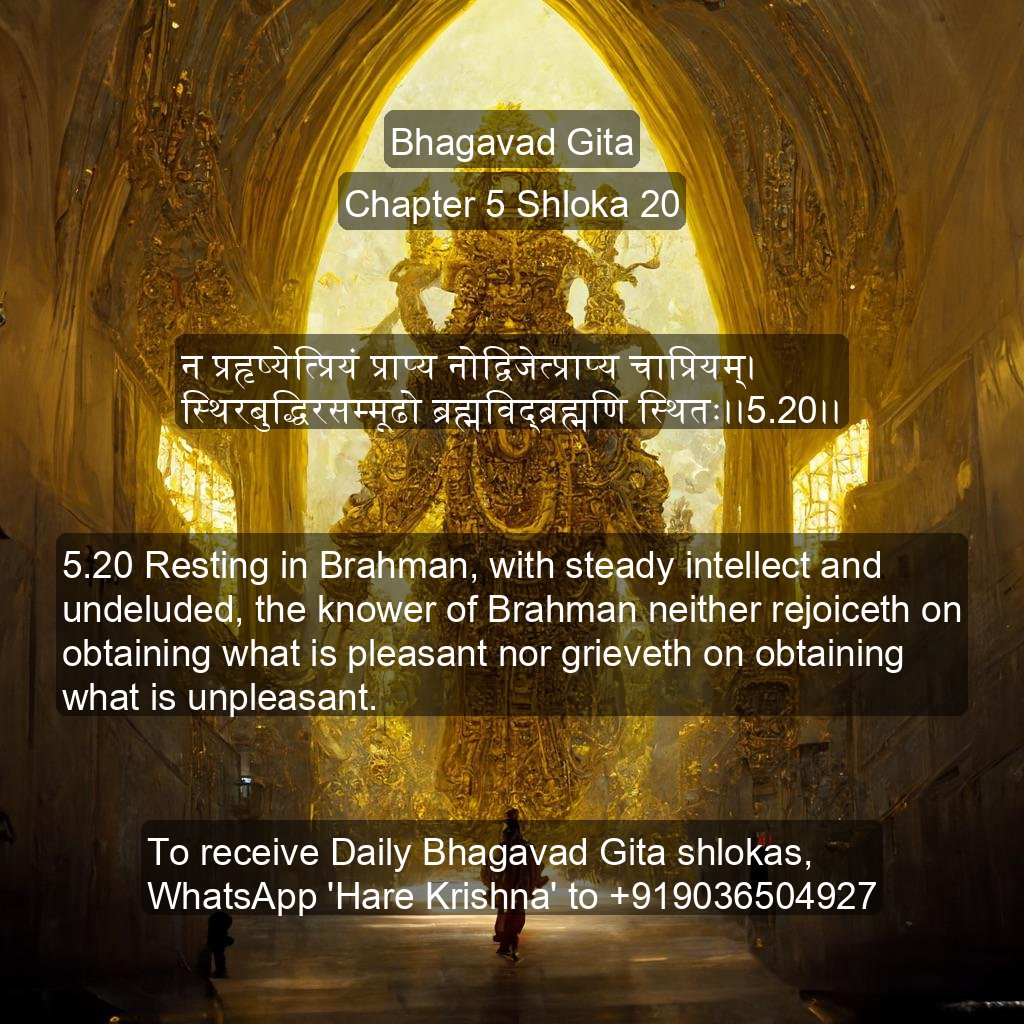 Bhagavad Gita
Chapter 5 Shloka 20
न प्रहृष्येत्प्रियं प्राप्य नोद्विजेत्प्राप्य चाप्रियम्।
स्थिरबुद्धिरसम्मूढो ब्रह्मविद्ब्रह्मणि स्थितः।।5.20।।
5.20 Resting in Brahman, with steady intellect and
undeluded, the knower of Brahman neither rejoiceth on
obtaining what is pleasant nor grieveth on obtaining
what is unpleasant.
To receive Daily Bhagavad Gita shlokas,
WhatsApp 'Hare Krishna' to +919036504927